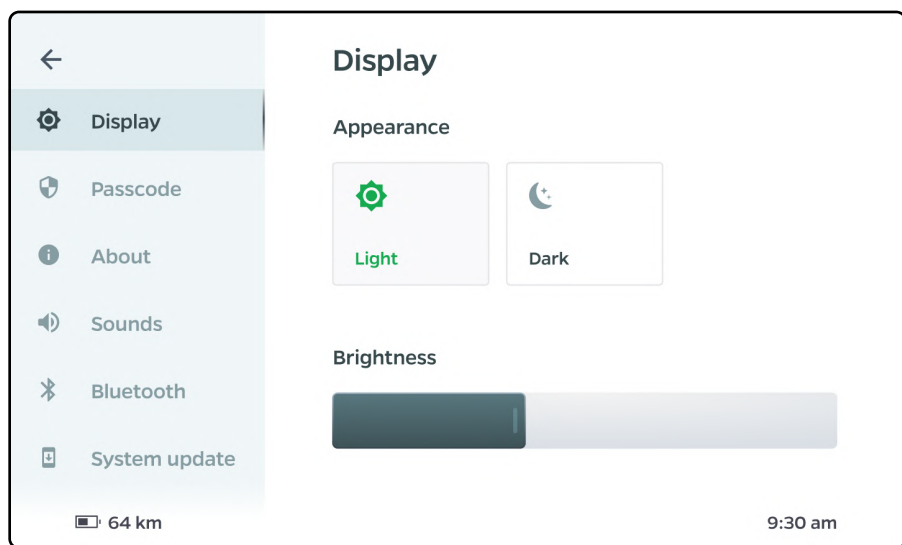 Display
Passcode
About
Sounds
Bluetooth
System update
64 km
Display
Appearance
Light
Dark
Brightness
9:30 am